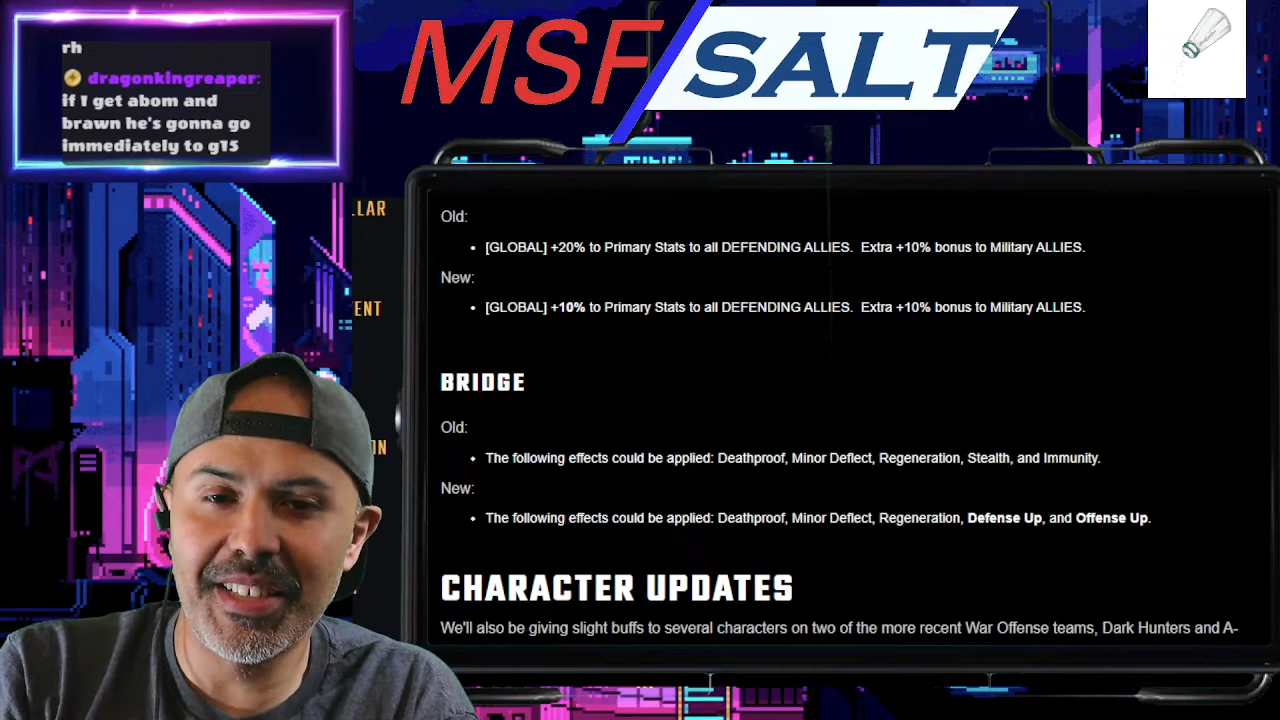 rh
dragonkingreaper:
if I get abom and
brawn he's gonna go
immediately to g15
MSF SALT
LAR
ENT
ON
Old:
[GLOBAL] +20% to Primary Stats to all DEFENDING ALLIES. Extra +10% bonus to Military ALLIES.
New:
[GLOBAL] +10% to Primary Stats to all DEFENDING ALLIES. Extra +10% bonus to Military ALLIES.
BRIDGE
Old:
The following effects could be applied: Deathproof, Minor Deflect, Regeneration, Stealth, and Immunity.
New:
The following effects could be applied: Deathproof, Minor Deflect, Regeneration, Defense Up, and Offense Up.
CHARACTER UPDATES
We'll also be giving slight buffs to several characters on two of the more recent War Offense teams, Dark Hunters and A-